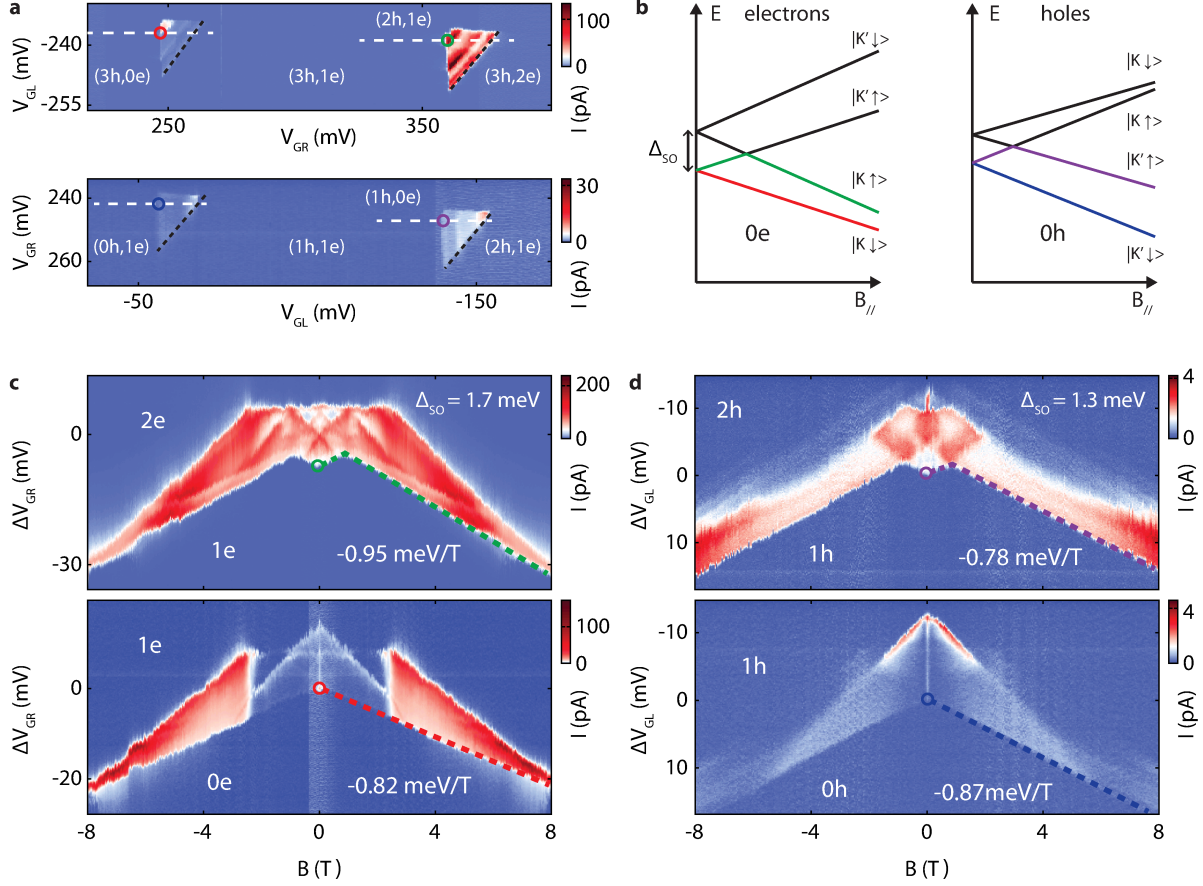 a
V_GL (mV)
-240
-255
(3h,0e)
(3h,1e)
(2h,1e)
(3h,2e)
250
350
V_GR (mV)
100
0
I (pA)
V_GR (mV)
240
260
(0h,1e)
(1h,1e)
(1h,0e)
(2h,1e)
-50
-150
V_GL (mV)
30
0
I (pA)
b
E electrons
|K'↓>
|K'↑>
Δ_SO
|K↑>
|K↓>
0e
B_//
E holes
|K↓>
|K↑>
|K'↑>
|K'↓>
0h
B_//
c
2e
Δ_SO = 1.7 meV
ΔV_GR (mV)
0
-30
1e
-0.95 meV/T
200
0
I (pA)
1e
ΔV_GR (mV)
0
-20
0e
-0.82 meV/T
100
0
I (pA)
-8 -4 0 4 8
B (T)
d
2h
Δ_SO = 1.3 meV
ΔV_GL (mV)
-10
0
10
1h
-0.78 meV/T
4
0
I (pA)
1h
ΔV_GL (mV)
-10
0
10
0h
-0.87meV/T
4
0
I (pA)
-8 -4 0 4 8
B (T)